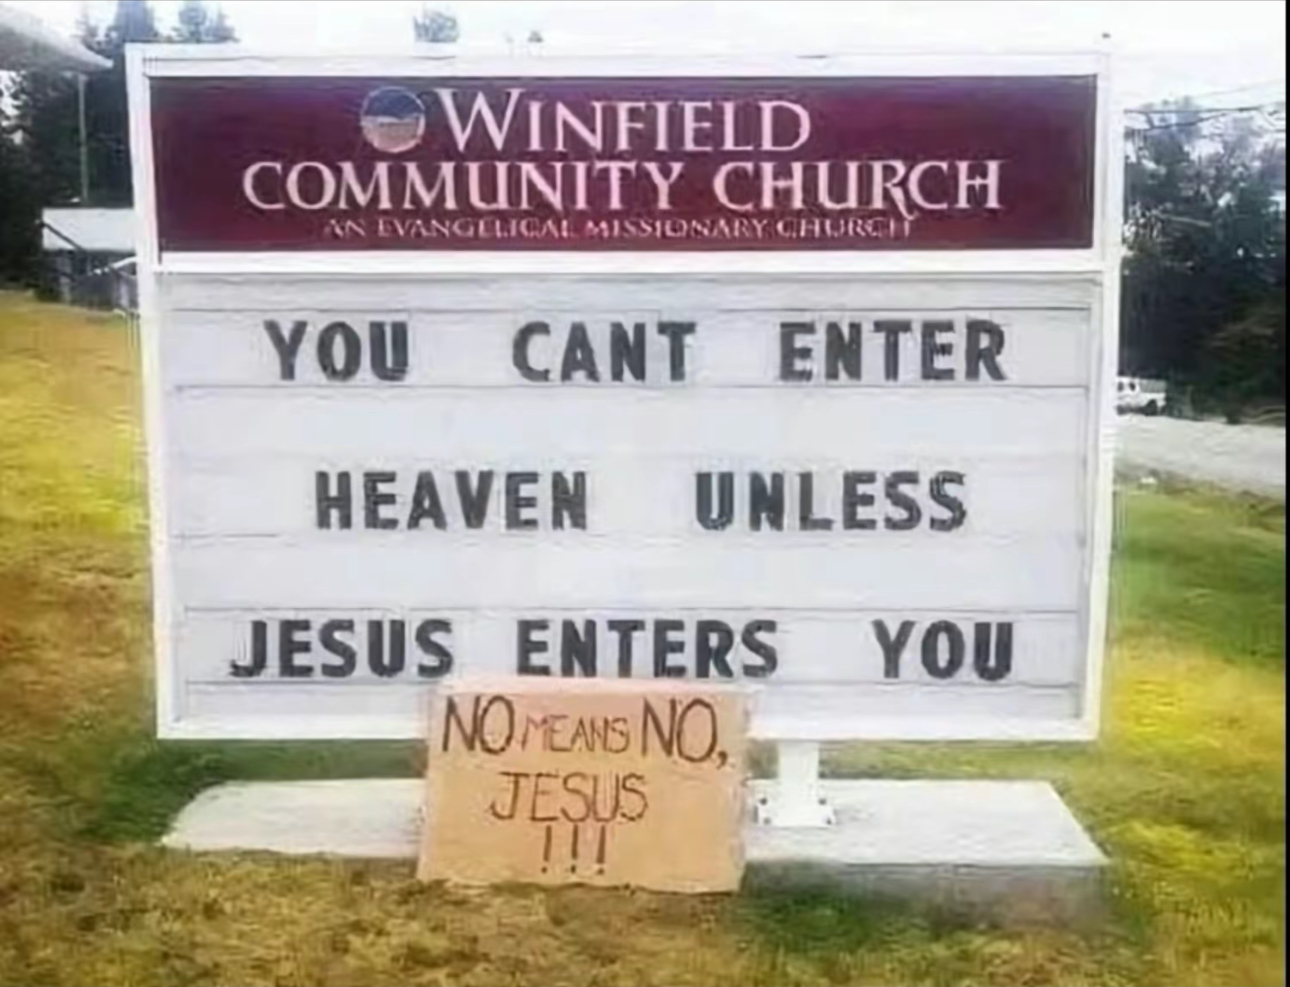 WINFIELD
COMMUNITY CHURCH
AN EVANGELICAL MISSIONARY CHURCH
YOU CANT ENTER
HEAVEN UNLESS
JESUS ENTERS YOU
NO MEANS NO,
JESUS
!!!